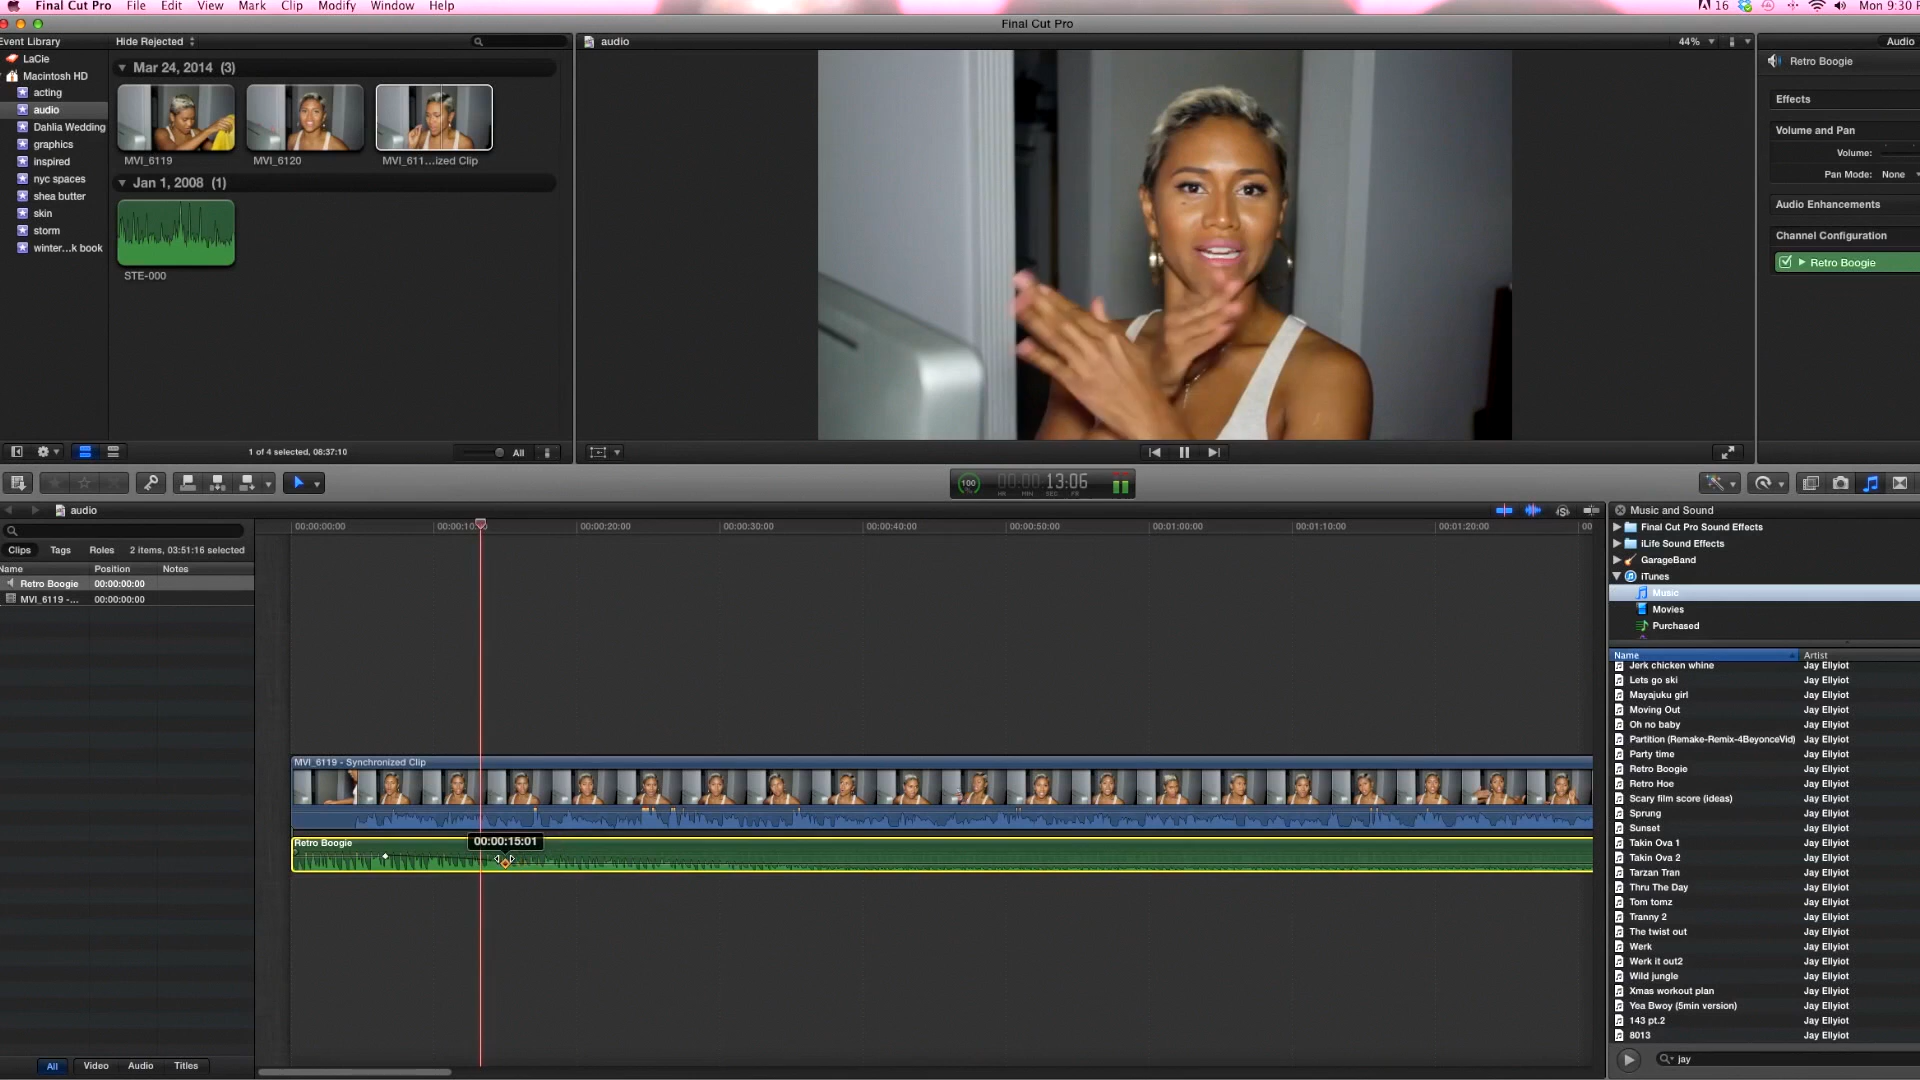 Final Cut Pro File Edit View Mark Clip Modify Window Help
16 Mon 9:30
Final Cut Pro
Event Library
LaCie
Macintosh HD
acting
audio
Dahlia Wedding
graphics
inspired
nyc spaces
shea butter
skin
storm
winter...k book
Hide Rejected
Mar 24, 2014 (3)
MVI_6119 MVI_6120 MVI_611...ized Clip
Jan 1, 2008 (1)
STE-000
1 of 4 selected, 08:37:10 All
audio 44%
Audio
Retro Boogie
Effects
Volume and Pan
Volume:
Pan Mode: None
Audio Enhancements
Channel Configuration
Retro Boogie
100 00:00:13:06
HR MIN SEC FR
audio
Clips Tags Roles 2 items, 03:51:16 selected
Name Position Notes
Retro Boogie 00:00:00:00
MVI_6119 -... 00:00:00:00
All Video Audio Titles
00:00:00:00 00:00:10 00:00:20:00 00:00:30:00 00:00:40:00 00:00:50:00 00:01:00:00 00:01:10:00 00:01:20:00 00
MVI_6119 - Synchronized Clip
00:00:15:01
Retro Boogie
Music and Sound
Final Cut Pro Sound Effects
iLife Sound Effects
GarageBand
iTunes
Music
Movies
Purchased
Name Artist
Jerk chicken whine Jay Ellyiot
Lets go ski Jay Ellyiot
Mayajuku girl Jay Ellyiot
Moving Out Jay Ellyiot
Oh no baby Jay Ellyiot
Partition (Remake-Remix-4BeyonceVid) Jay Ellyiot
Party time Jay Ellyiot
Retro Boogie Jay Ellyiot
Retro Hoe Jay Ellyiot
Scary film score (ideas) Jay Ellyiot
Sprung Jay Ellyiot
Sunset Jay Ellyiot
Takin Ova 1 Jay Ellyiot
Takin Ova 2 Jay Ellyiot
Tarzan Tran Jay Ellyiot
Thru The Day Jay Ellyiot
Tom tomz Jay Ellyiot
Tranny 2 Jay Ellyiot
The twist out Jay Ellyiot
Werk Jay Ellyiot
Werk it out2 Jay Ellyiot
Wild jungle Jay Ellyiot
Xmas workout plan Jay Ellyiot
Yea Bwoy (5min version) Jay Ellyiot
143 pt.2 Jay Ellyiot
8013 Jay Ellyiot
jay